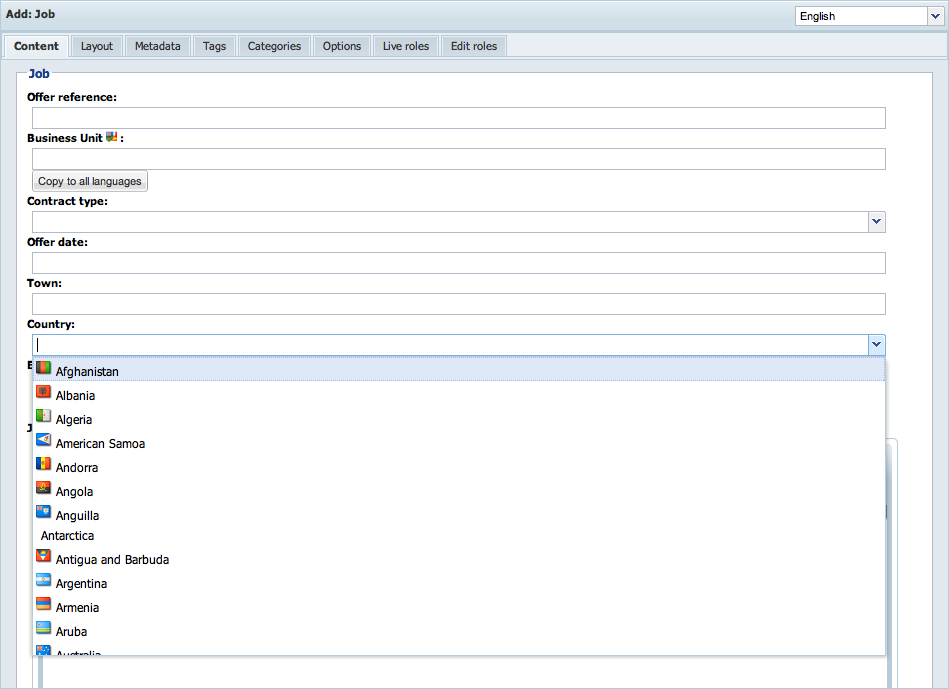 Add: Job
English
Content Layout Metadata Tags Categories Options Live roles Edit roles
Job
Offer reference:
Business Unit :
Copy to all languages
Contract type:
Offer date:
Town:
Country:
Afghanistan
Albania
Algeria
American Samoa
Andorra
Angola
Anguilla
Antarctica
Antigua and Barbuda
Argentina
Armenia
Aruba
Australia